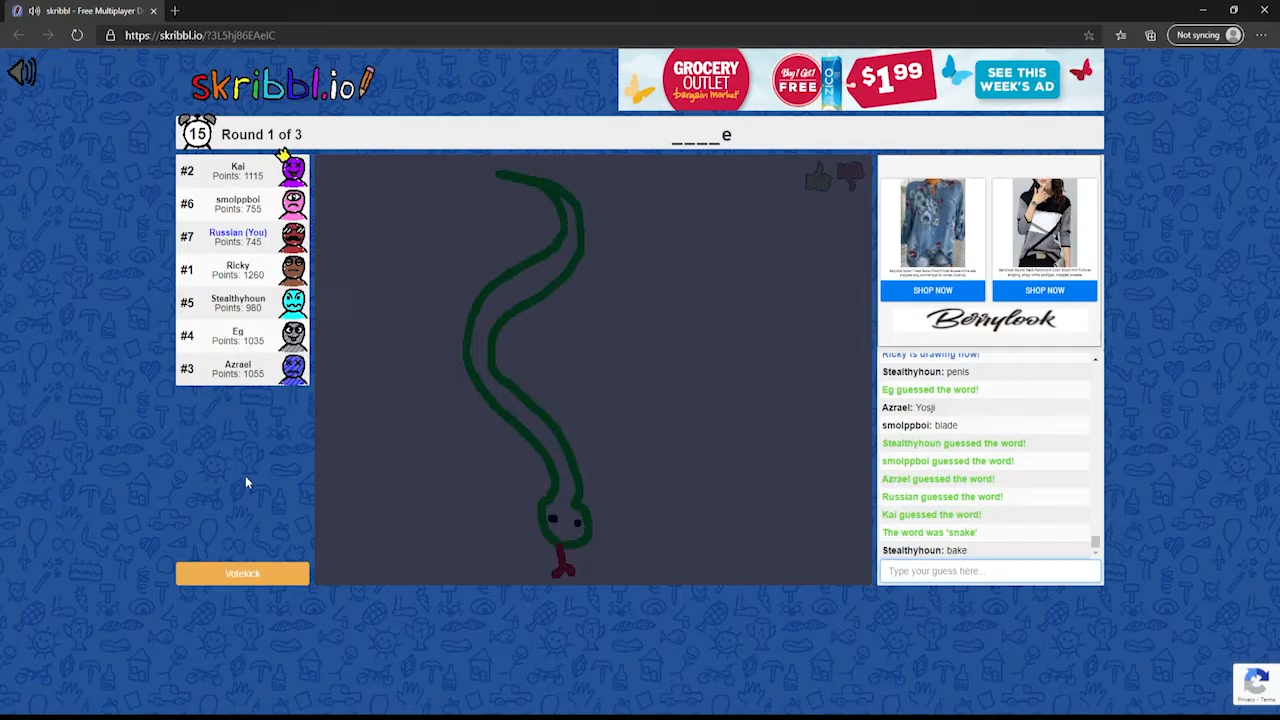 skribbl - Free Multiplayer D
https://skribbl.io/?3L5hj86EAeIC
Not syncing
skribbl.io
GROCERY
OUTLET
bargain market
Buy 1 Get 1
FREE
ZICO
$1.99
SEE THIS
WEEK'S AD
15
Round 1 of 3
____e
#2
Kai
Points: 1115
#6
smolppboi
Points: 755
#7
Russian (You)
Points: 745
#1
Ricky
Points: 1260
#5
Stealthyhoun
Points: 980
#4
Eg
Points: 1035
#3
Azrael
Points: 1055
Votekick
SHOP NOW
SHOP NOW
Berrylook
Ricky is drawing now!
Stealthyhoun: penis
Eg guessed the word!
Azrael: Yosji
smolppboi: blade
Stealthyhoun guessed the word!
smolppboi guessed the word!
Azrael guessed the word!
Russian guessed the word!
Kai guessed the word!
The word was 'snake'
Stealthyhoun: bake
Type your guess here...
Privacy - Terms